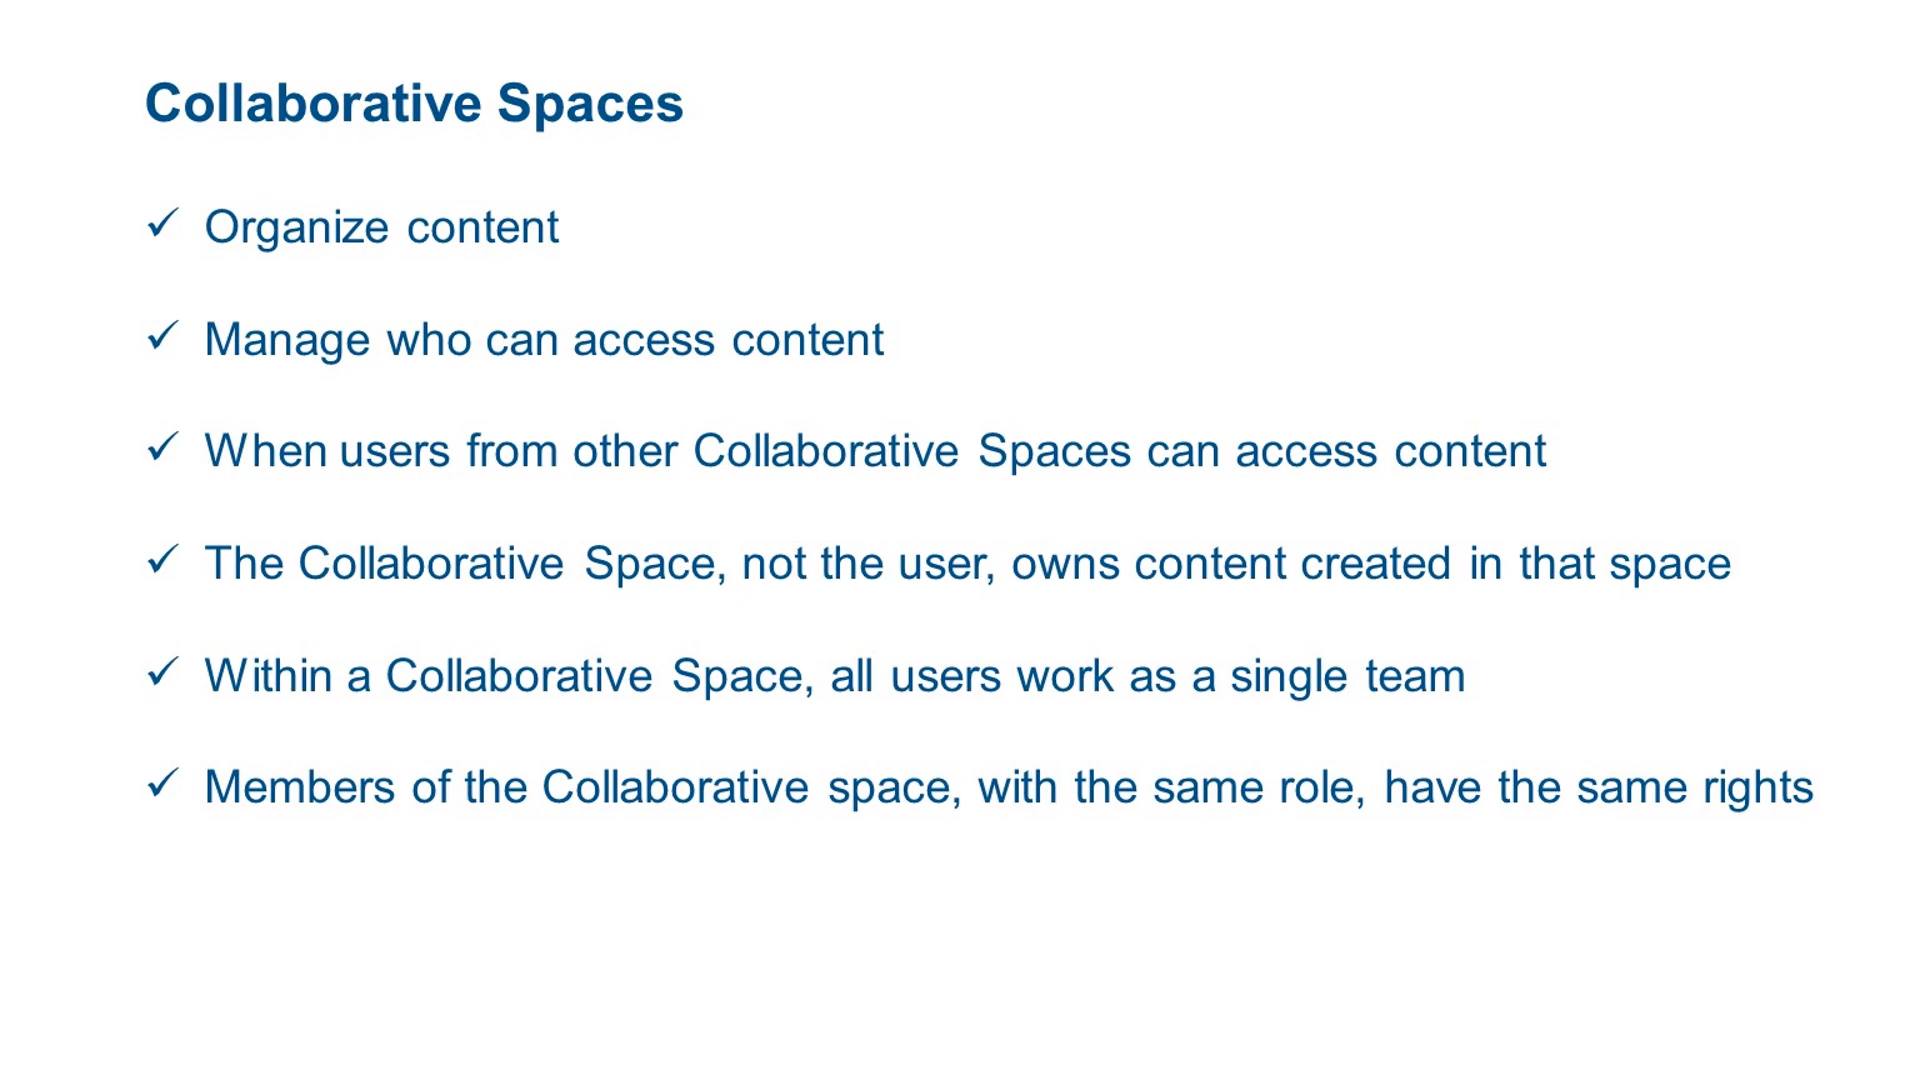 Collaborative Spaces
✓ Organize content
✓ Manage who can access content
✓ When users from other Collaborative Spaces can access content
✓ The Collaborative Space, not the user, owns content created in that space
✓ Within a Collaborative Space, all users work as a single team
✓ Members of the Collaborative space, with the same role, have the same rights